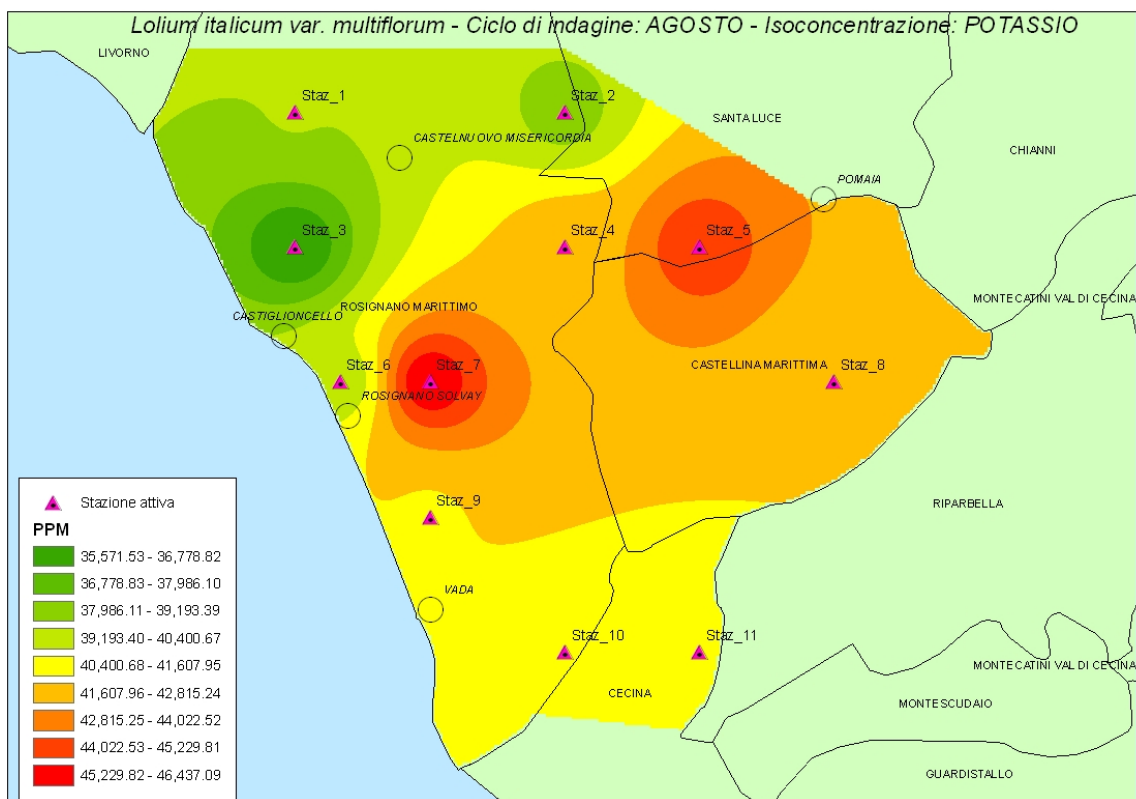 Lolium italicum var. multiflorum - Ciclo di indagine: AGOSTO - Isoconcentrazione: POTASSIO
LIVORNO
Staz_1
Staz_2
SANTA LUCE
CASTELNUOVO MISERICORDIA
CHIANNI
POMAIA
Staz_3
Staz_4
Staz_5
ROSIGNANO MARITTIMO
MONTECATINI VAL DI CECINA
CASTIGLIONCELLO
Staz_6
Staz_7
CASTELLINA MARITTIMA
Staz_8
ROSIGNANO SOLVAY
Staz_9
RIPARBELLA
VADA
Staz_10
Staz_11
MONTECATINI VAL DI CECINA
CECINA
MONTESCUDAIO
GUARDISTALLO
Stazione attiva
PPM
35,571.53 - 36,778.82
36,778.83 - 37,986.10
37,986.11 - 39,193.39
39,193.40 - 40,400.67
40,400.68 - 41,607.95
41,607.96 - 42,815.24
42,815.25 - 44,022.52
44,022.53 - 45,229.81
45,229.82 - 46,437.09